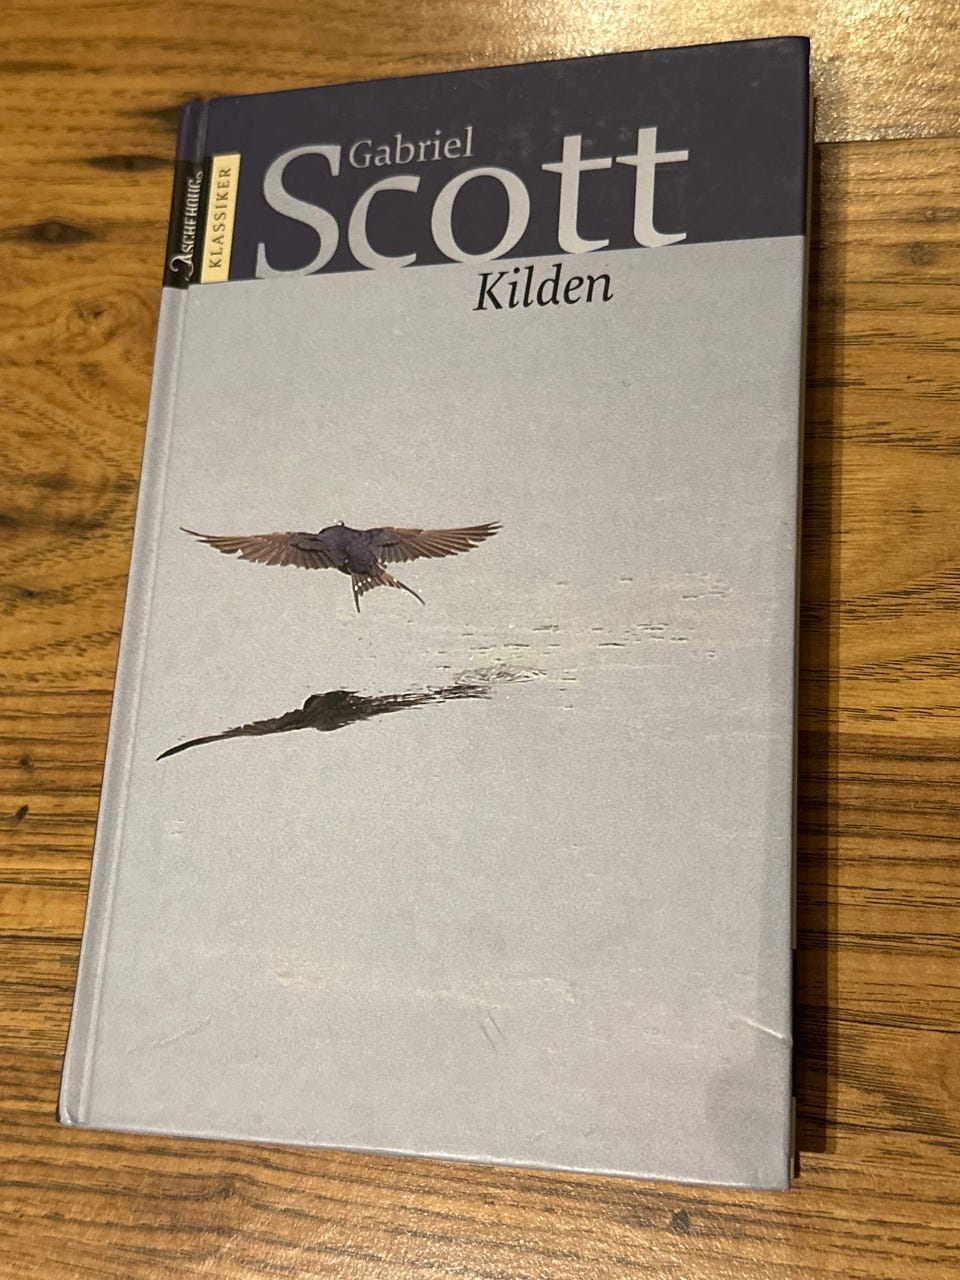 Gabriel
Scott
Kilden
ASCHEHOUG
KLASSIKER